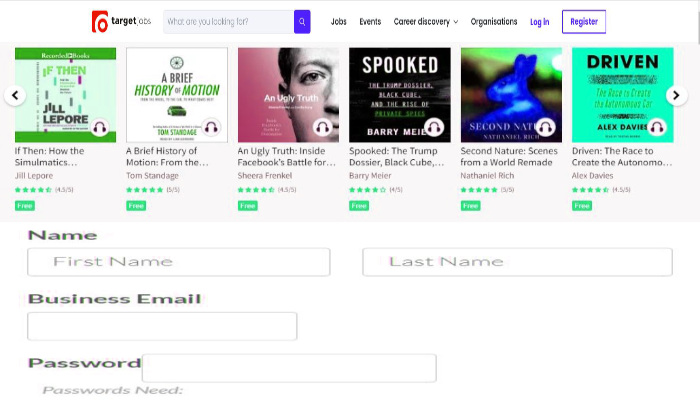 targetjobs
What are you looking for?
Jobs
Events
Career discovery
Organisations
Log in
Register
Recorded Books
IF THEN
JILL
LEPORE
A BRIEF
HISTORY OF MOTION
TOM STANDAGE
An Ugly Truth
SPOOKED
THE TRUMP DOSSIER,
BLACK CUBE,
AND THE RISE OF
PRIVATE SPIES
BARRY MEIER
SECOND NATURE
NATHANIEL RICH
DRIVEN
The Race to Create
the Autonomous Car
ALEX DAVIES
If Then: How the
Simulmatics...
Jill Lepore
(4.5/5)
Free
A Brief History of
Motion: From the...
Tom Standage
(5/5)
Free
An Ugly Truth: Inside
Facebook's Battle for...
Sheera Frenkel
(4.5/5)
Free
Spooked: The Trump
Dossier, Black Cube,...
Barry Meier
(4/5)
Free
Second Nature: Scenes
from a World Remade
Nathaniel Rich
(5/5)
Free
Driven: The Race to
Create the Autonomo...
Alex Davies
(4.5/5)
Free
Name
First Name
Last Name
Business Email
Password
Passwords Need: